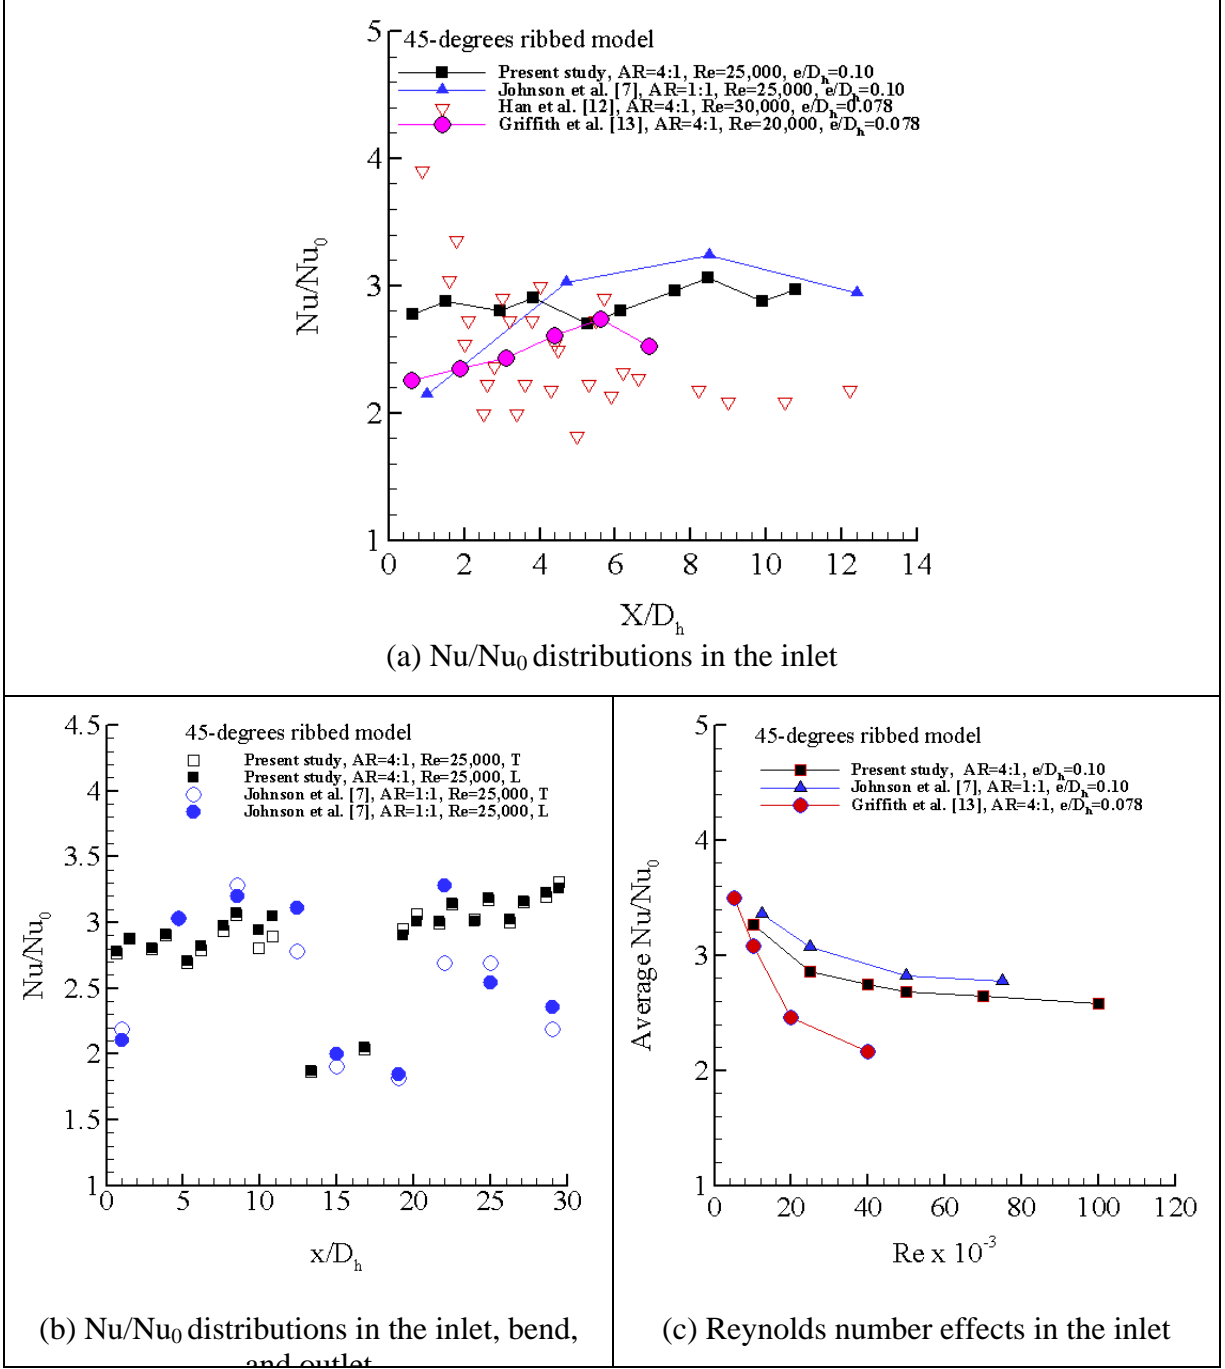 5
45-degrees ribbed model
Present study, AR=4:1, Re=25,000, e/Dh=0.10
Johnson et al. [7], AR=1:1, Re=25,000, e/Dh=0.10
Han et al. [12], AR=4:1, Re=30,000, e/Dh=0.078
Griffith et al. [13], AR=4:1, Re=20,000, e/Dh=0.078
4
3
2
1
Nu/Nu0
0 2 4 6 8 10 12 14
X/Dh
(a) Nu/Nu0 distributions in the inlet
4.5
45-degrees ribbed model
Present study, AR=4:1, Re=25,000, T
Present study, AR=4:1, Re=25,000, L
Johnson et al. [7], AR=1:1, Re=25,000, T
Johnson et al. [7], AR=1:1, Re=25,000, L
4
3.5
3
2.5
2
1.5
1
Nu/Nu0
0 5 10 15 20 25 30
x/Dh
(b) Nu/Nu0 distributions in the inlet, bend,
and outlet
5
45-degrees ribbed model
Present study, AR=4:1, e/Dh=0.10
Johnson et al. [7], AR=1:1, e/Dh=0.10
Griffith et al. [13], AR=4:1, e/Dh=0.078
4
3
2
1
Average Nu/Nu0
0 20 40 60 80 100 120
Re x 10-3
(c) Reynolds number effects in the inlet